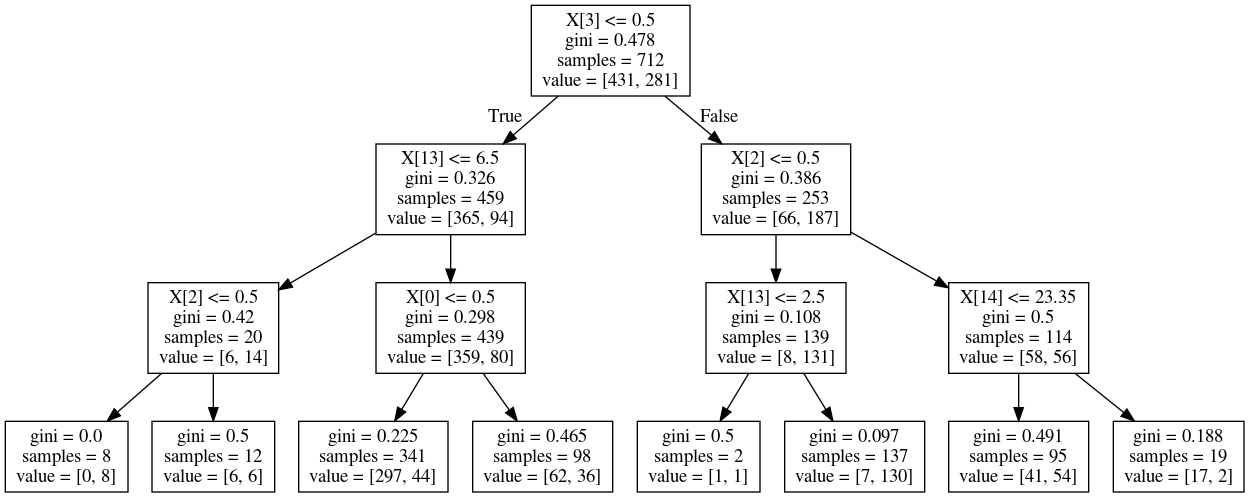 X[3] <= 0.5
gini = 0.478
samples = 712
value = [431, 281]
True
False
X[13] <= 6.5
gini = 0.326
samples = 459
value = [365, 94]
X[2] <= 0.5
gini = 0.386
samples = 253
value = [66, 187]
X[2] <= 0.5
gini = 0.42
samples = 20
value = [6, 14]
X[0] <= 0.5
gini = 0.298
samples = 439
value = [359, 80]
X[13] <= 2.5
gini = 0.108
samples = 139
value = [8, 131]
X[14] <= 23.35
gini = 0.5
samples = 114
value = [58, 56]
gini = 0.0
samples = 8
value = [0, 8]
gini = 0.5
samples = 12
value = [6, 6]
gini = 0.225
samples = 341
value = [297, 44]
gini = 0.465
samples = 98
value = [62, 36]
gini = 0.5
samples = 2
value = [1, 1]
gini = 0.097
samples = 137
value = [7, 130]
gini = 0.491
samples = 95
value = [41, 54]
gini = 0.188
samples = 19
value = [17, 2]